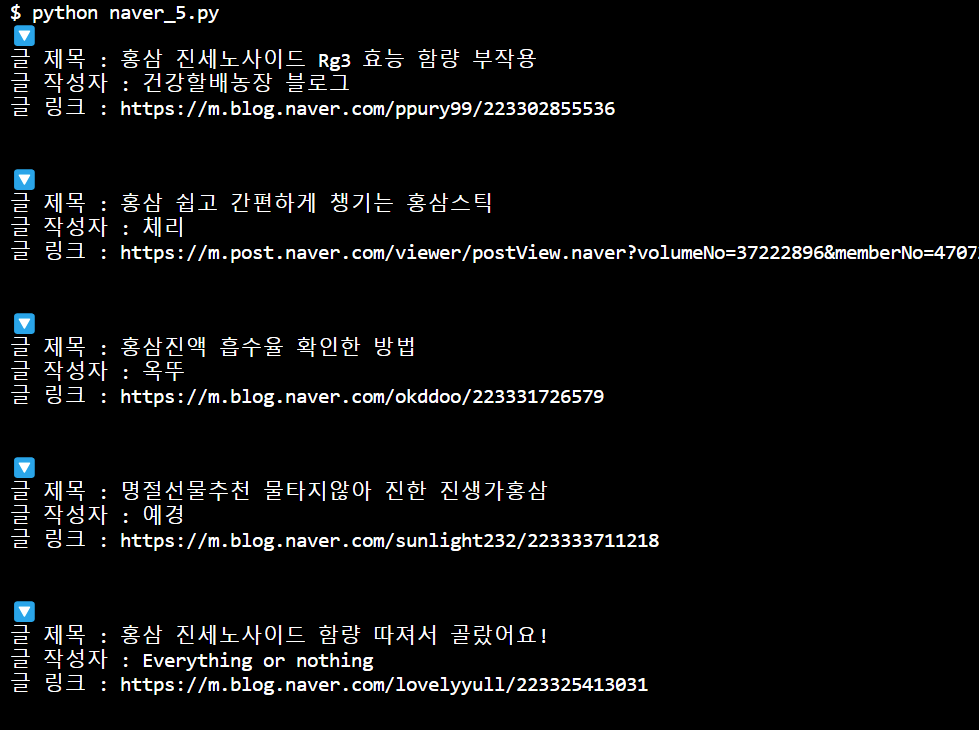 $ python naver_5.py
🔽
글 제목 : 홍삼 진세노사이드 Rg3 효능 함량 부작용
글 작성자 : 건강할배농장 블로그
글 링크 : https://m.blog.naver.com/ppury99/223302855536
🔽
글 제목 : 홍삼 쉽고 간편하게 챙기는 홍삼스틱
글 작성자 : 체리
글 링크 : https://m.post.naver.com/viewer/postView.naver?volumeNo=37222896&memberNo=4707
🔽
글 제목 : 홍삼진액 흡수율 확인한 방법
글 작성자 : 옥뚜
글 링크 : https://m.blog.naver.com/okddoo/223331726579
🔽
글 제목 : 명절선물추천 물타지않아 진한 진생가홍삼
글 작성자 : 예경
글 링크 : https://m.blog.naver.com/sunlight232/223333711218
🔽
글 제목 : 홍삼 진세노사이드 함량 따져서 골랐어요!
글 작성자 : Everything or nothing
글 링크 : https://m.blog.naver.com/lovelyyull/223325413031